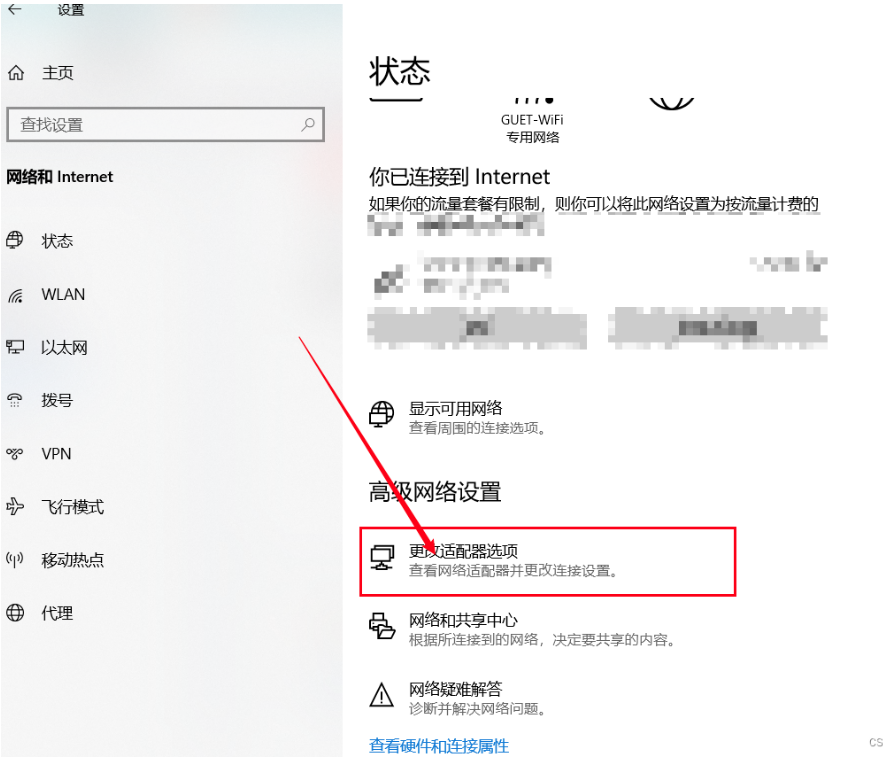 设置
主页
查找设置
网络和 Internet
状态
WLAN
以太网
拨号
VPN
飞行模式
移动热点
代理
状态
GUET-WiFi
专用网络
你已连接到 Internet
如果你的流量套餐有限制，则你可以将此网络设置为按流量计费的
显示可用网络
查看周围的连接选项。
高级网络设置
更改适配器选项
查看网络适配器并更改连接设置。
网络和共享中心
根据所连接到的网络，决定要共享的内容。
网络疑难解答
诊断并解决网络问题。
查看硬件和连接属性
CS